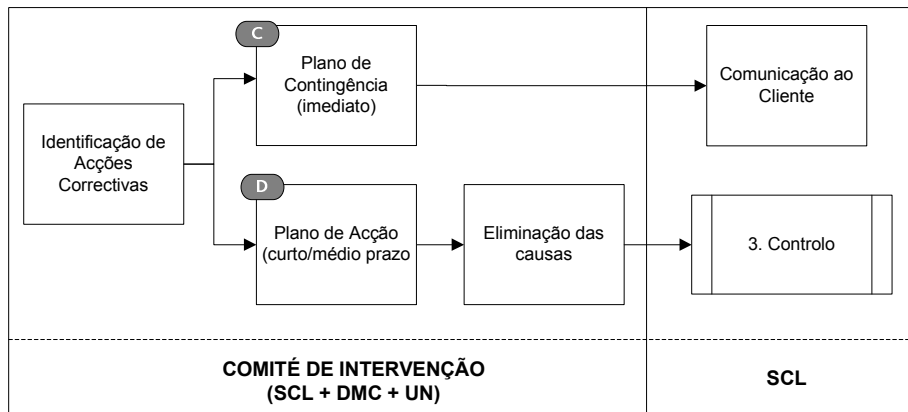 C
Plano de
Contingência
(imediato)
Comunicação ao
Cliente
Identificação de
Acções
Correctivas
D
Plano de Acção
(curto/médio prazo
Eliminação das
causas
3. Controlo
COMITÉ DE INTERVENÇÃO
(SCL + DMC + UN)
SCL